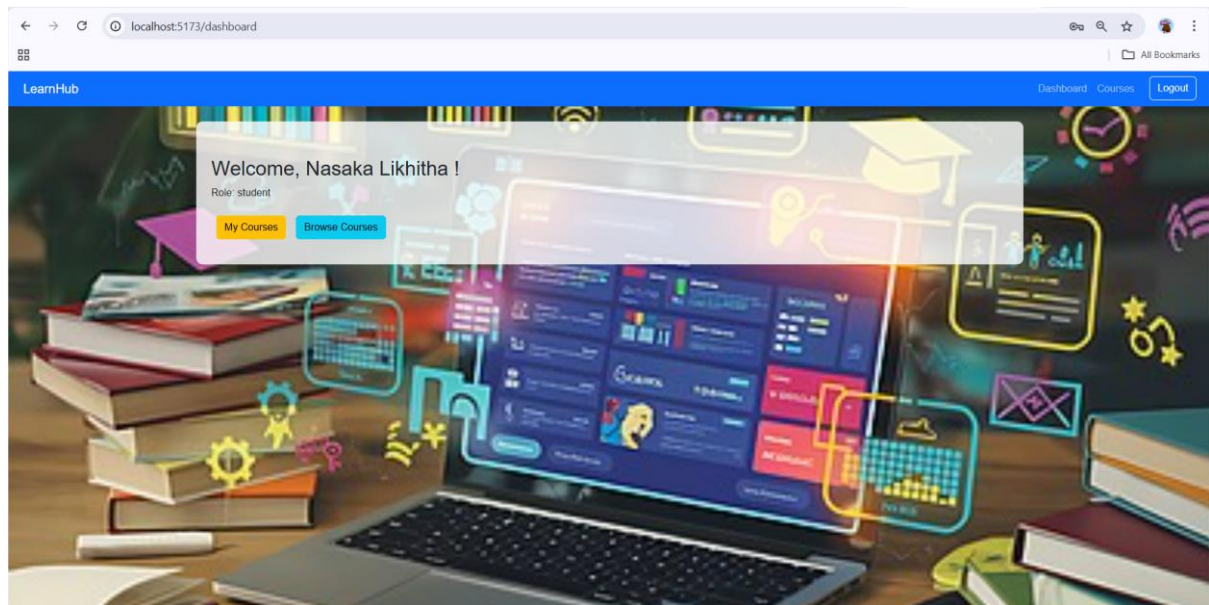 localhost:5173/dashboard
All Bookmarks
LearnHub
Dashboard Courses Logout
Welcome, Nasaka Likhitha !
Role: student
My Courses Browse Courses